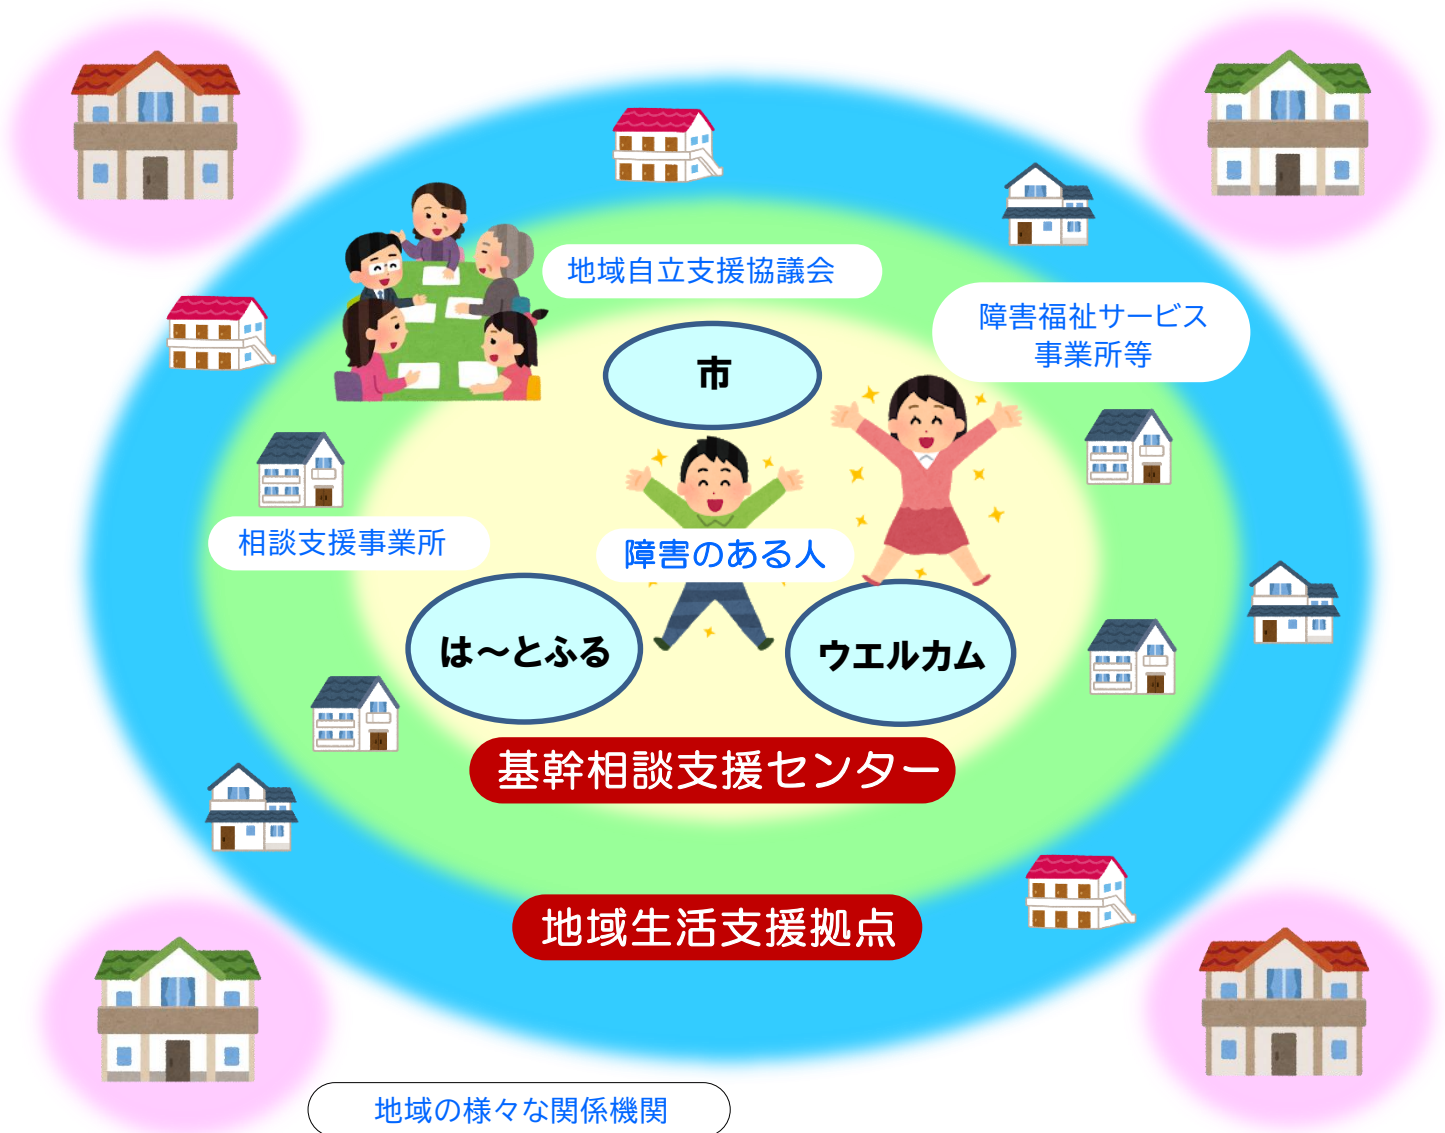 地域自立支援協議会
障害福祉サービス
事業所等
市
相談支援事業所
障害のある人
は～とふる
ウエルカム
基幹相談支援センター
地域生活支援拠点
地域の様々な関係機関